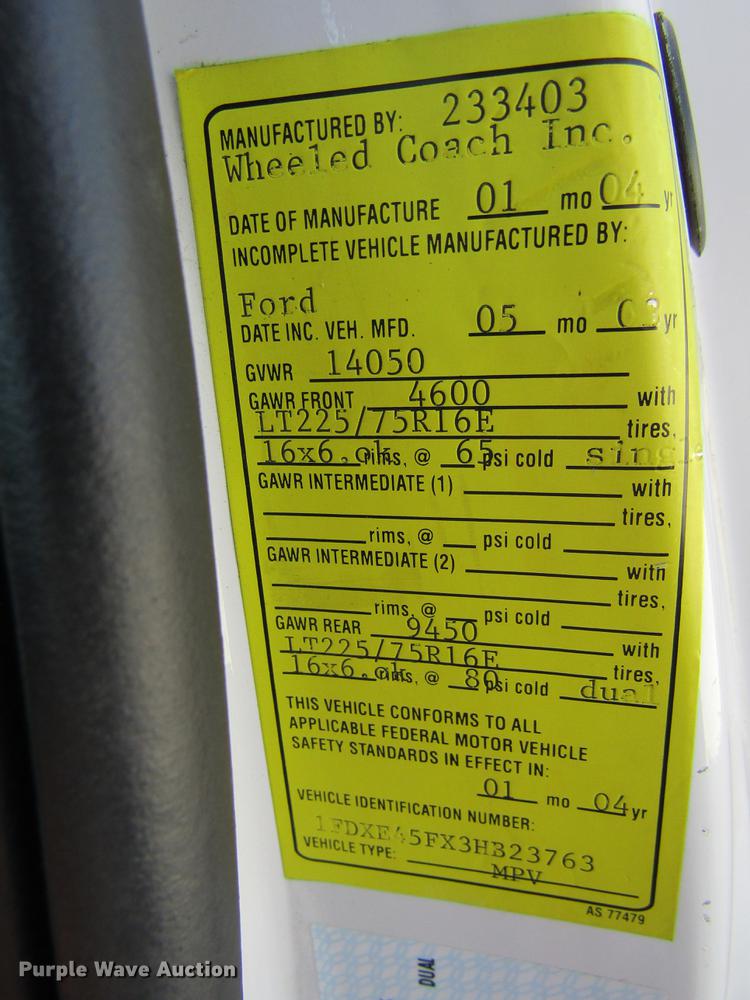 MANUFACTURED BY: 233403
Wheeled Coach Inc.
DATE OF MANUFACTURE 01 mo 04 yr
INCOMPLETE VEHICLE MANUFACTURED BY:
Ford
DATE INC. VEH. MFD. 05 mo 03 yr
GVWR 14050
GAWR FRONT 4600 with
LT225/75R16E tires,
16x6.0k rims, @ 65 psi cold single
GAWR INTERMEDIATE (1) with
tires,
rims, @ psi cold
GAWR INTERMEDIATE (2) with
tires,
rims, @ psi cold
GAWR REAR 9450 with
LT225/75R16E tires,
16x6.0k rims, @ 80 psi cold dual
THIS VEHICLE CONFORMS TO ALL
APPLICABLE FEDERAL MOTOR VEHICLE
SAFETY STANDARDS IN EFFECT IN:
01 mo 04 yr
VEHICLE IDENTIFICATION NUMBER:
1FDXE45FX3HB23763
VEHICLE TYPE: MPV
AS 77479
DUAL
Purple Wave Auction